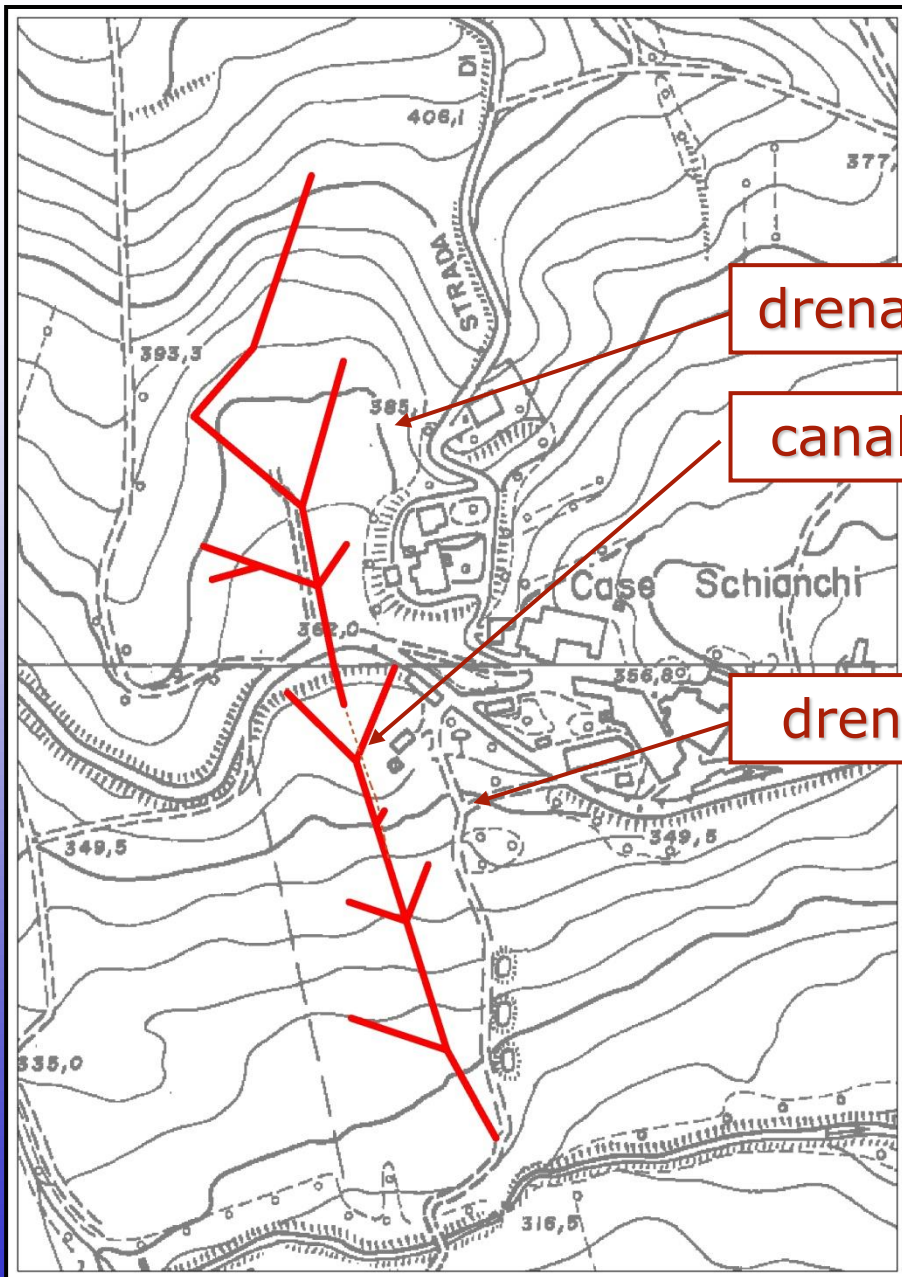 DI
406,1
377,
STRADA
drena
393,3
385,
canal
Case Schianchi
362,0
356,8
dren
349,5
349,5
335,0
316,5